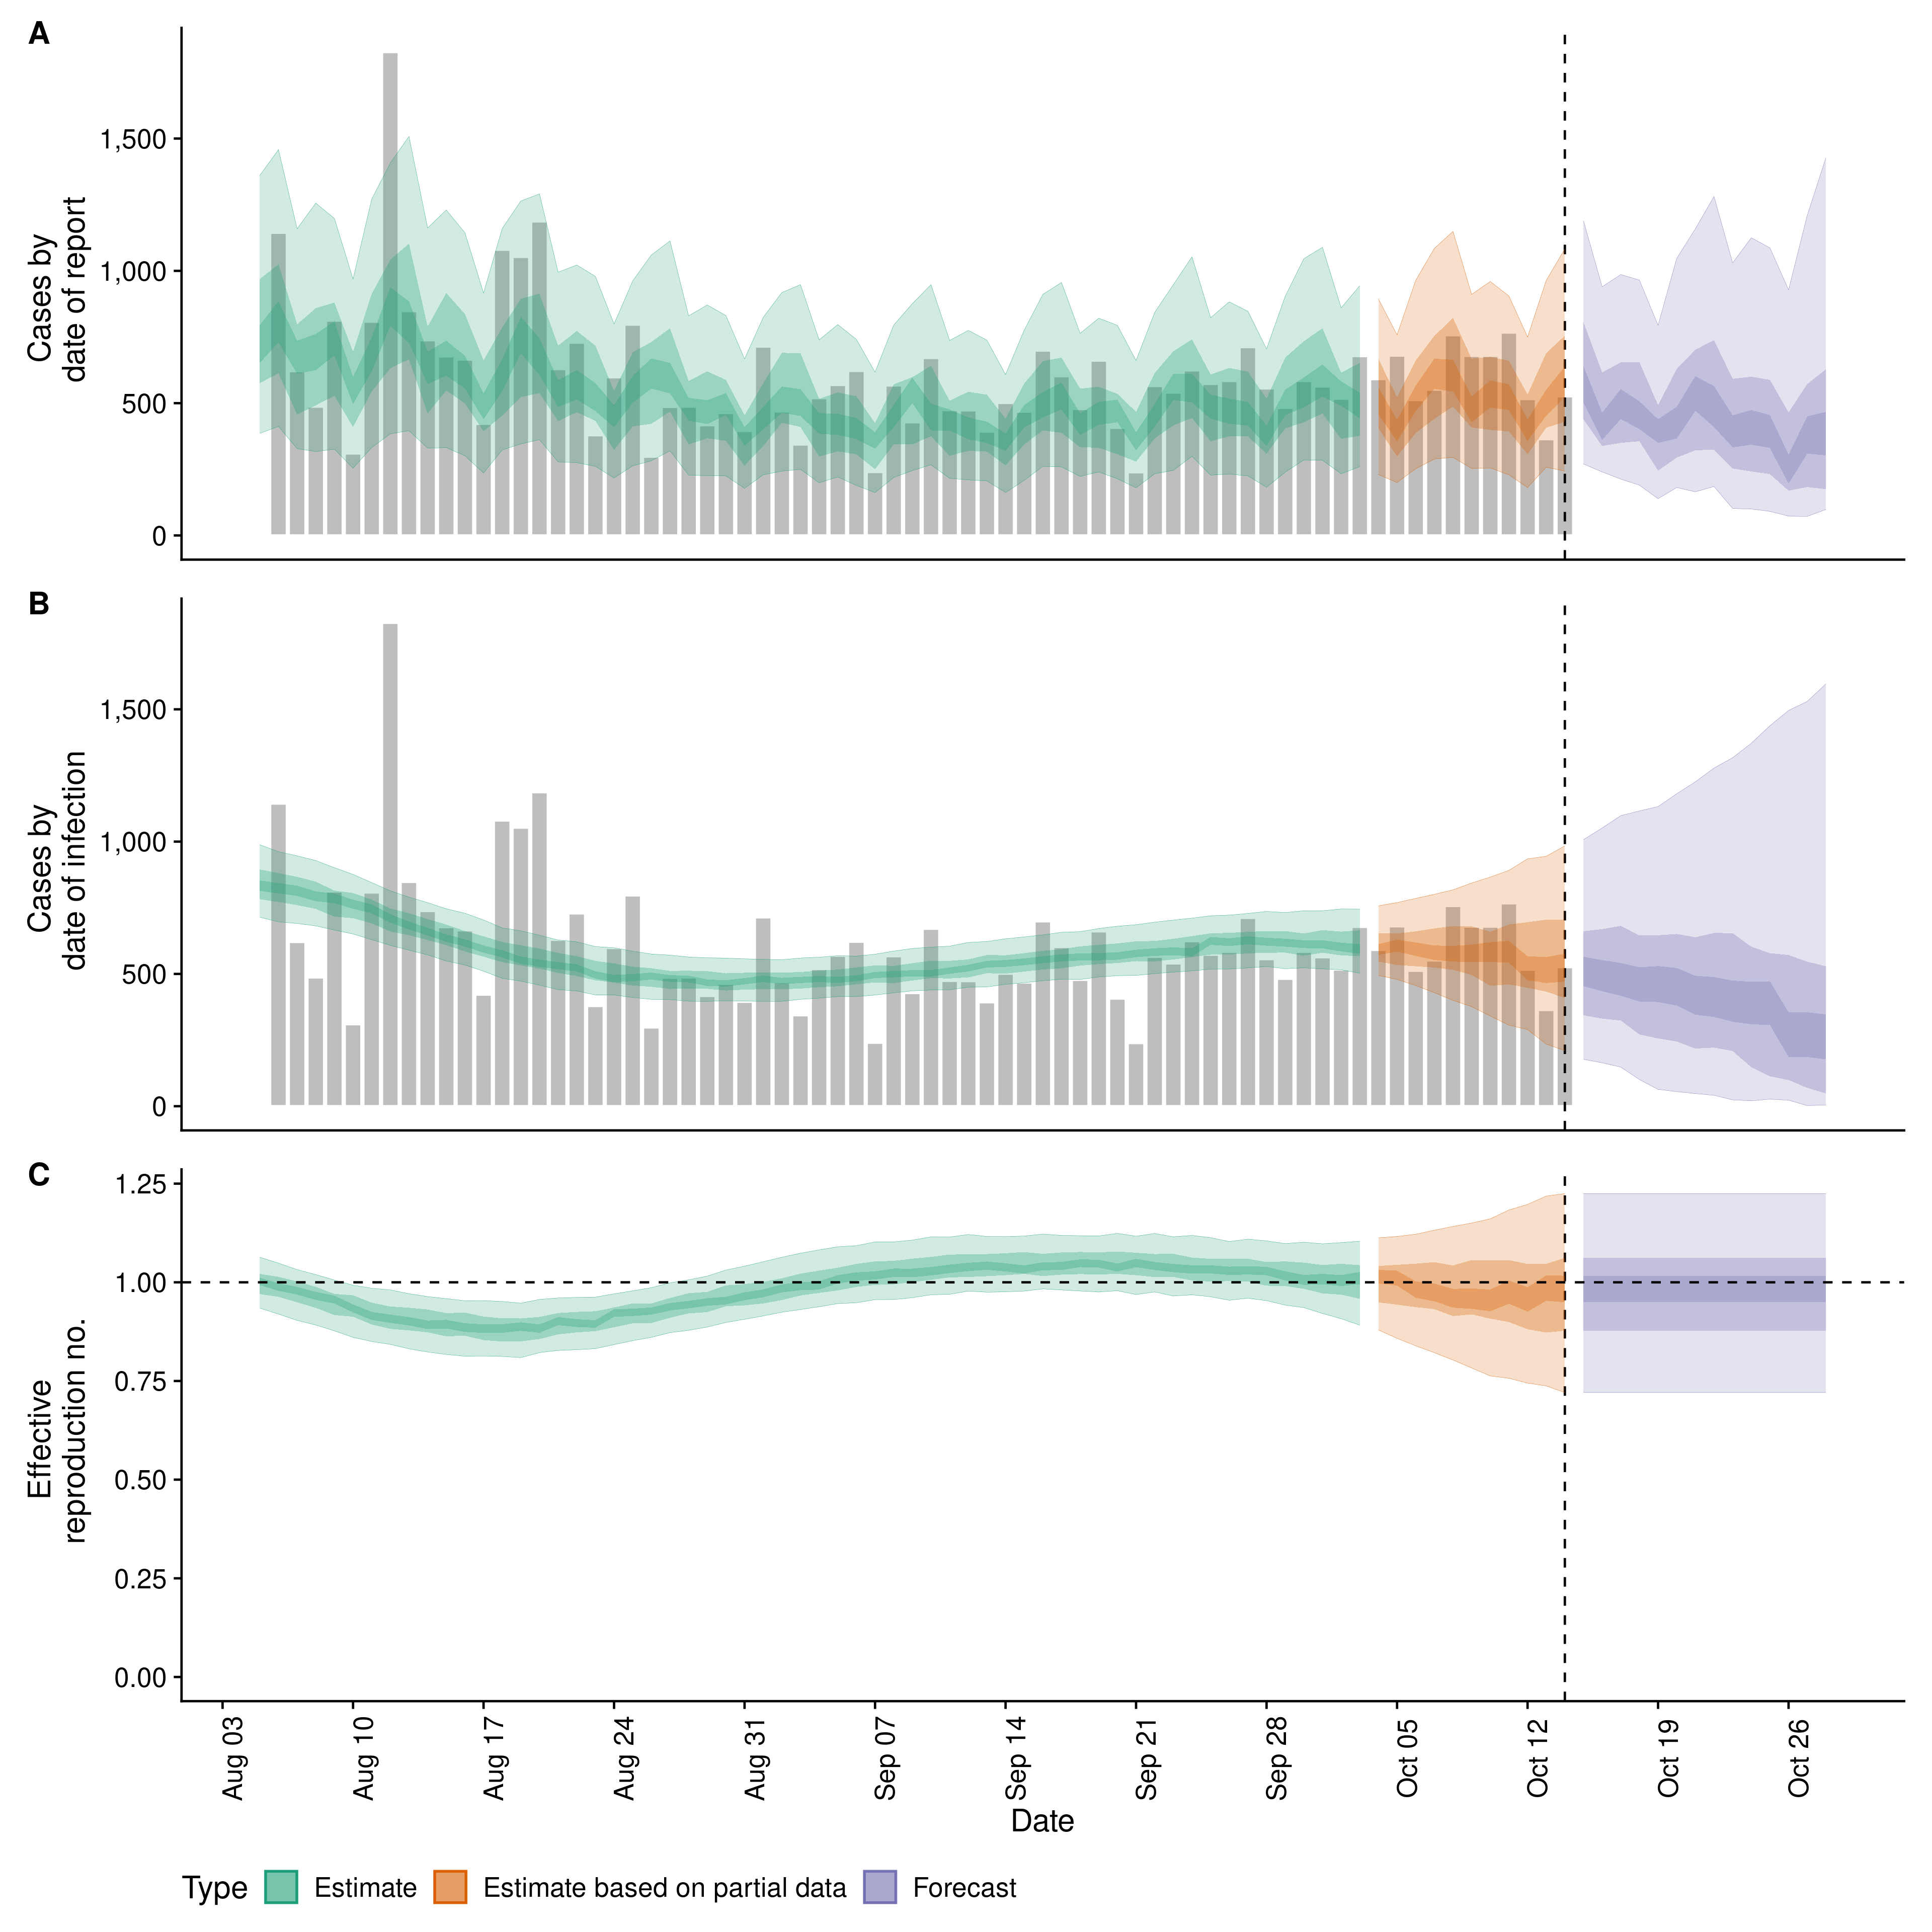 A
Cases by
date of report
1,500
1,000
500
0
B
Cases by
date of infection
1,500
1,000
500
0
C
Effective
reproduction no.
1.25
1.00
0.75
0.50
0.25
0.00
Aug 03
Aug 10
Aug 17
Aug 24
Aug 31
Sep 07
Sep 14
Sep 21
Sep 28
Oct 05
Oct 12
Oct 19
Oct 26
Date
Type
Estimate
Estimate based on partial data
Forecast